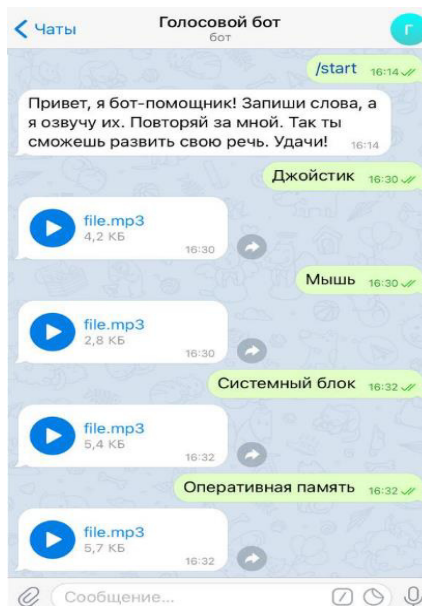 Чаты
Голосовой бот
бот
Г
/start 16:14
Привет, я бот-помощник! Запиши слова, а
я озвучу их. Повторяй за мной. Так ты
сможешь развить свою речь. Удачи! 16:14
Джойстик 16:30
file.mp3
4,2 КБ
16:30
Мышь 16:30
file.mp3
2,8 КБ
16:30
Системный блок 16:32
file.mp3
5,4 КБ
16:32
Оперативная память 16:32
file.mp3
5,7 КБ
16:32
Сообщение...